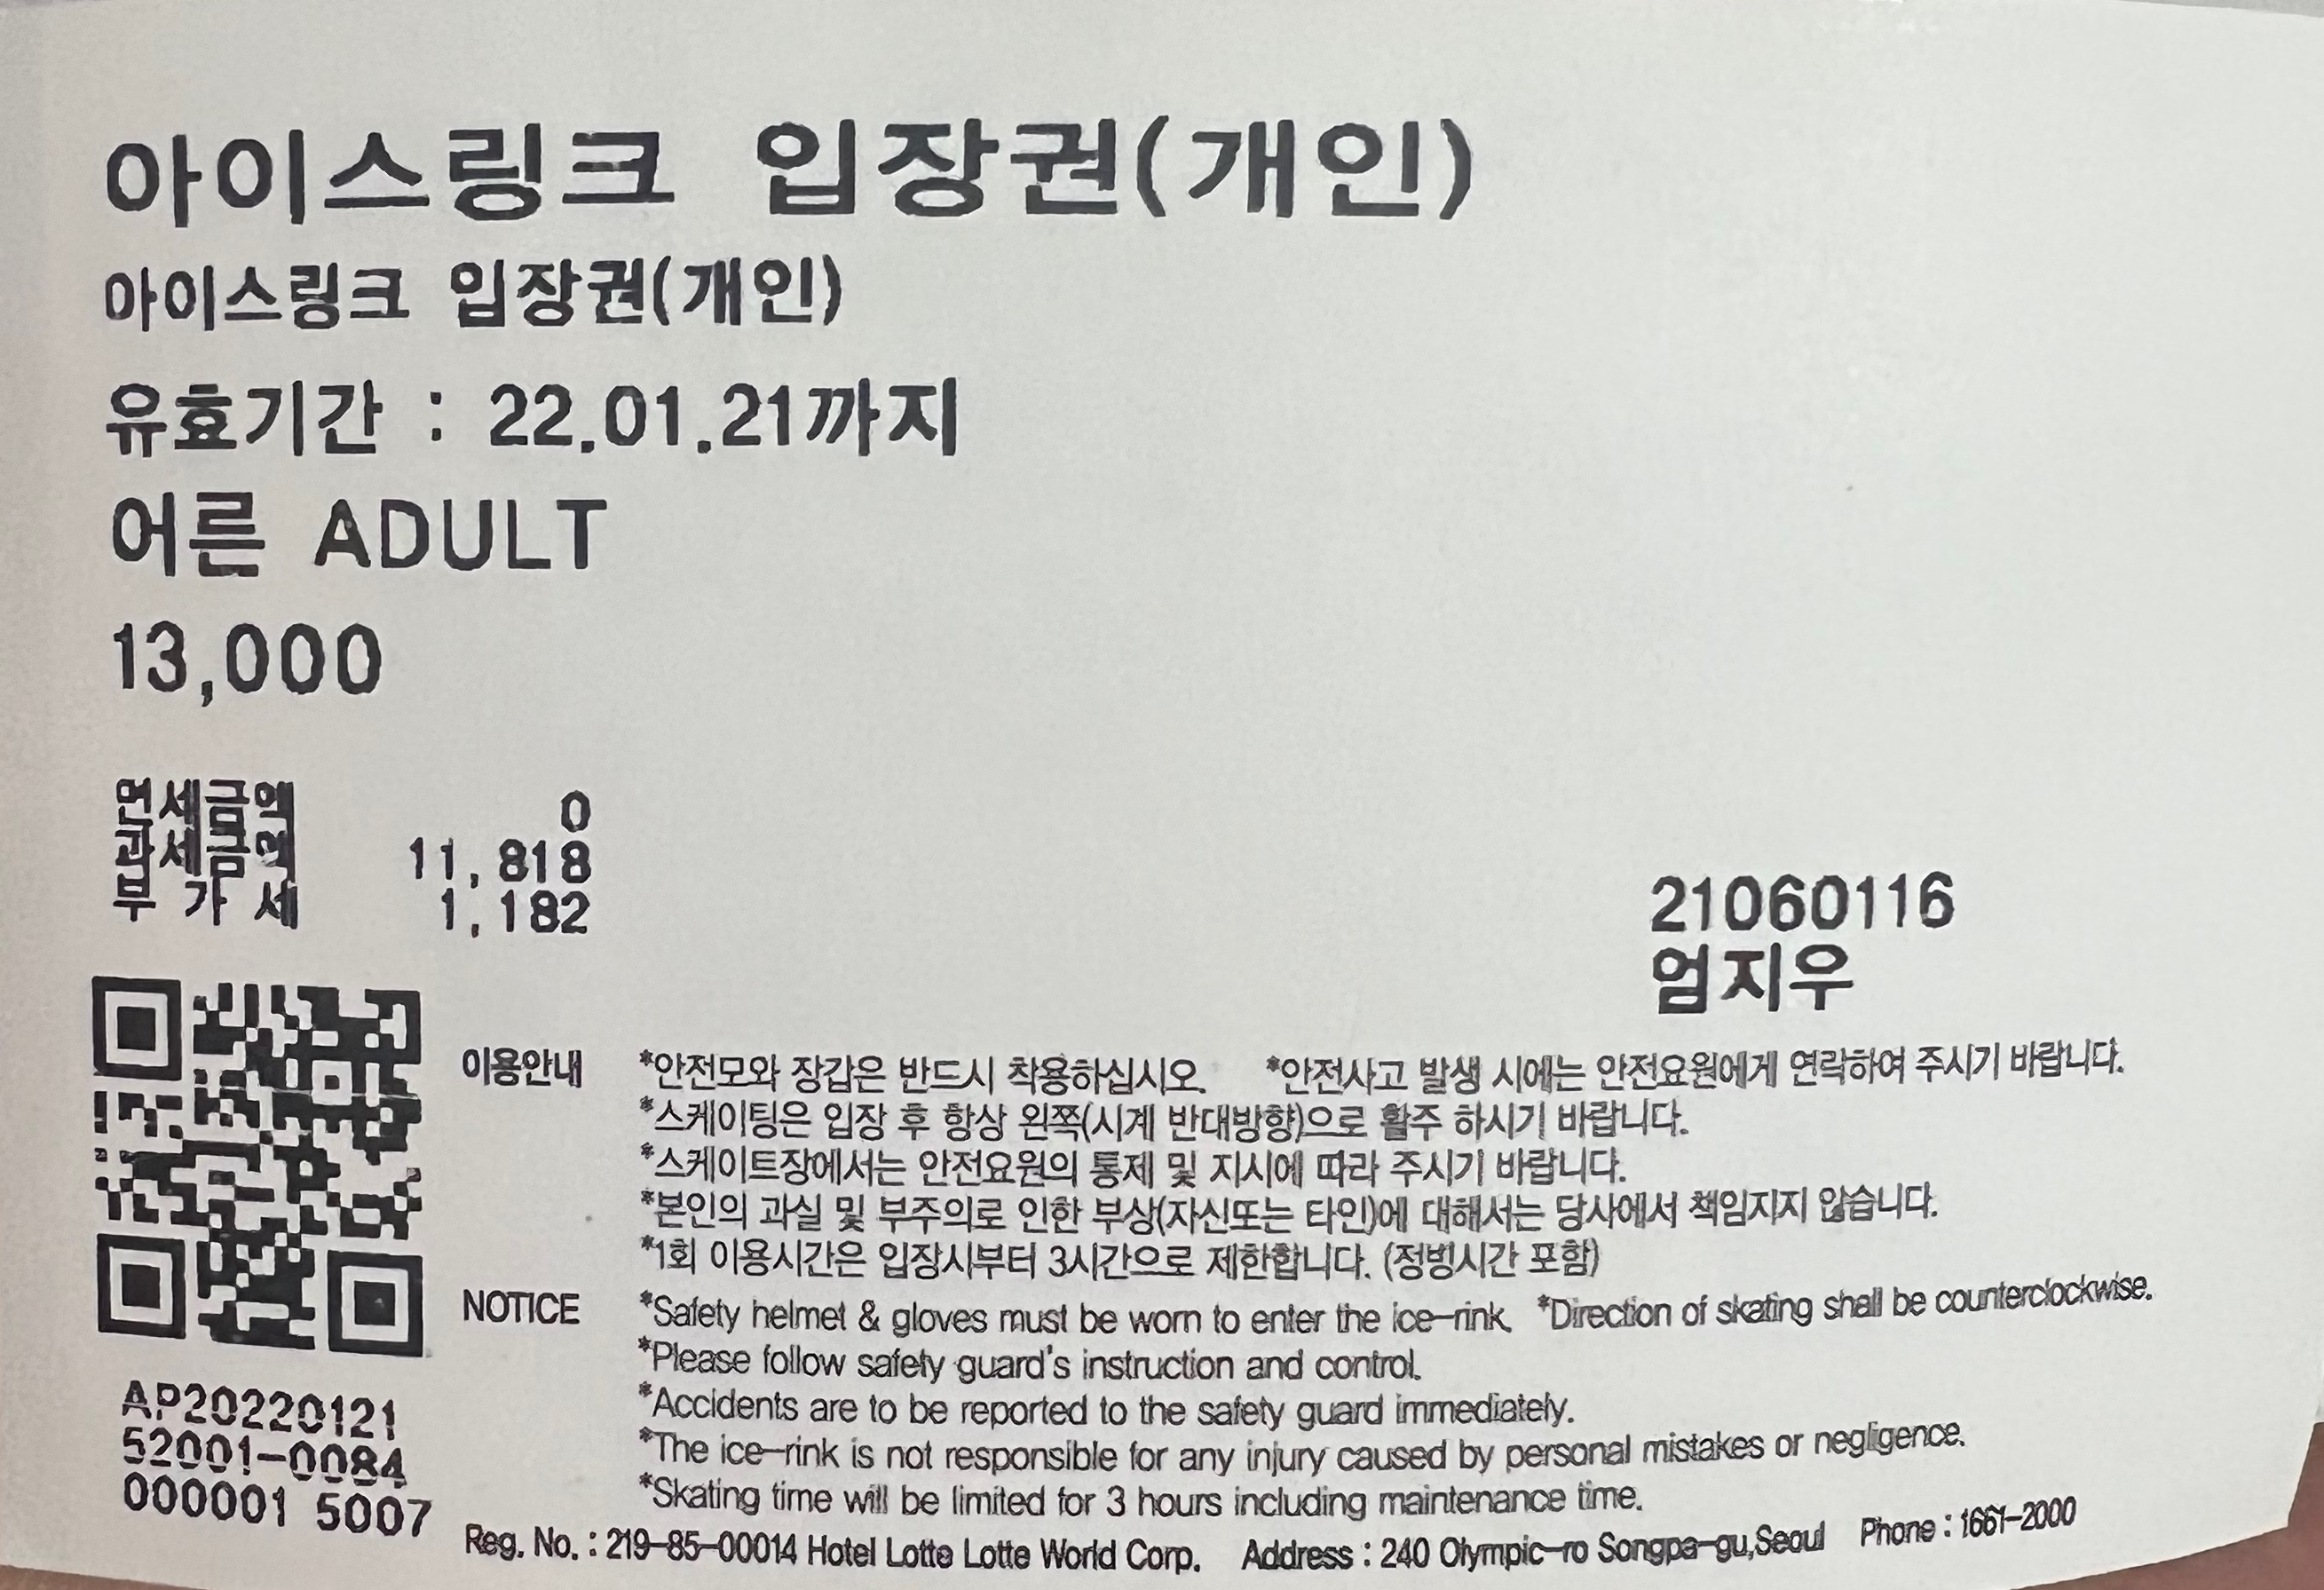 아이스링크 입장권(개인)
아이스링크 입장권(개인)
유효기간 : 22.01.21까지
어른 ADULT
13,000
면세금액 0
과세금액 11,818
부 가 세 1,182
21060116
엄지우
이용안내 *안전모와 장갑은 반드시 착용하십시오. *안전사고 발생 시에는 안전요원에게 연락하여 주시기 바랍니다.
*스케이팅은 입장 후 항상 왼쪽(시계 반대방향)으로 활주 하시기 바랍니다.
*스케이트장에서는 안전요원의 통제 및 지시에 따라 주시기 바랍니다.
*본인의 과실 및 부주의로 인한 부상(자신또는 타인)에 대해서는 당사에서 책임지지 않습니다.
*1회 이용시간은 입장시부터 3시간으로 제한합니다. (정빙시간 포함)
NOTICE *Safety helmet & gloves must be worn to enter the ice-rink. *Direction of skating shall be counterclockwise.
*Please follow safety guard's instruction and control.
*Accidents are to be reported to the safety guard immediately.
*The ice-rink is not responsible for any injury caused by personal mistakes or negligence.
*Skating time will be limited for 3 hours including maintenance time.
AP20220121
52001-0084
000001 5007
Reg. No. : 219-85-00014 Hotel Lotte Lotte World Corp. Address : 240 Olympic-ro Songpa-gu,Seoul Phone : 1661-2000